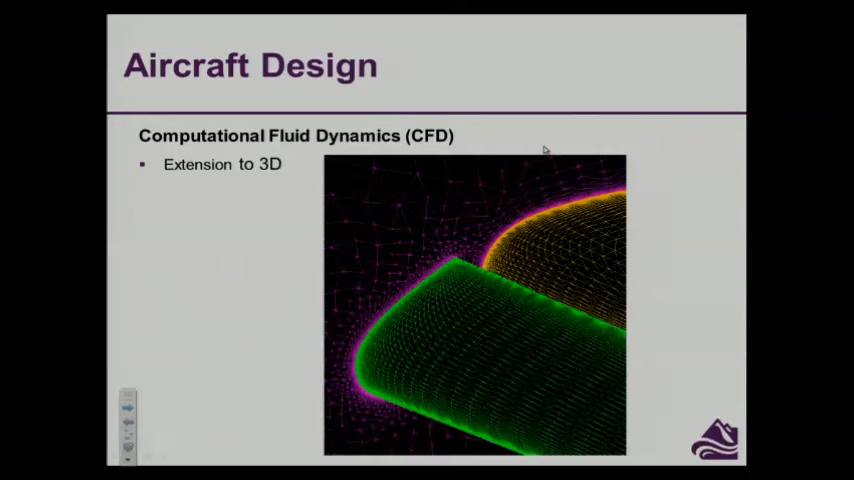 Aircraft Design
Computational Fluid Dynamics (CFD)
Extension to 3D